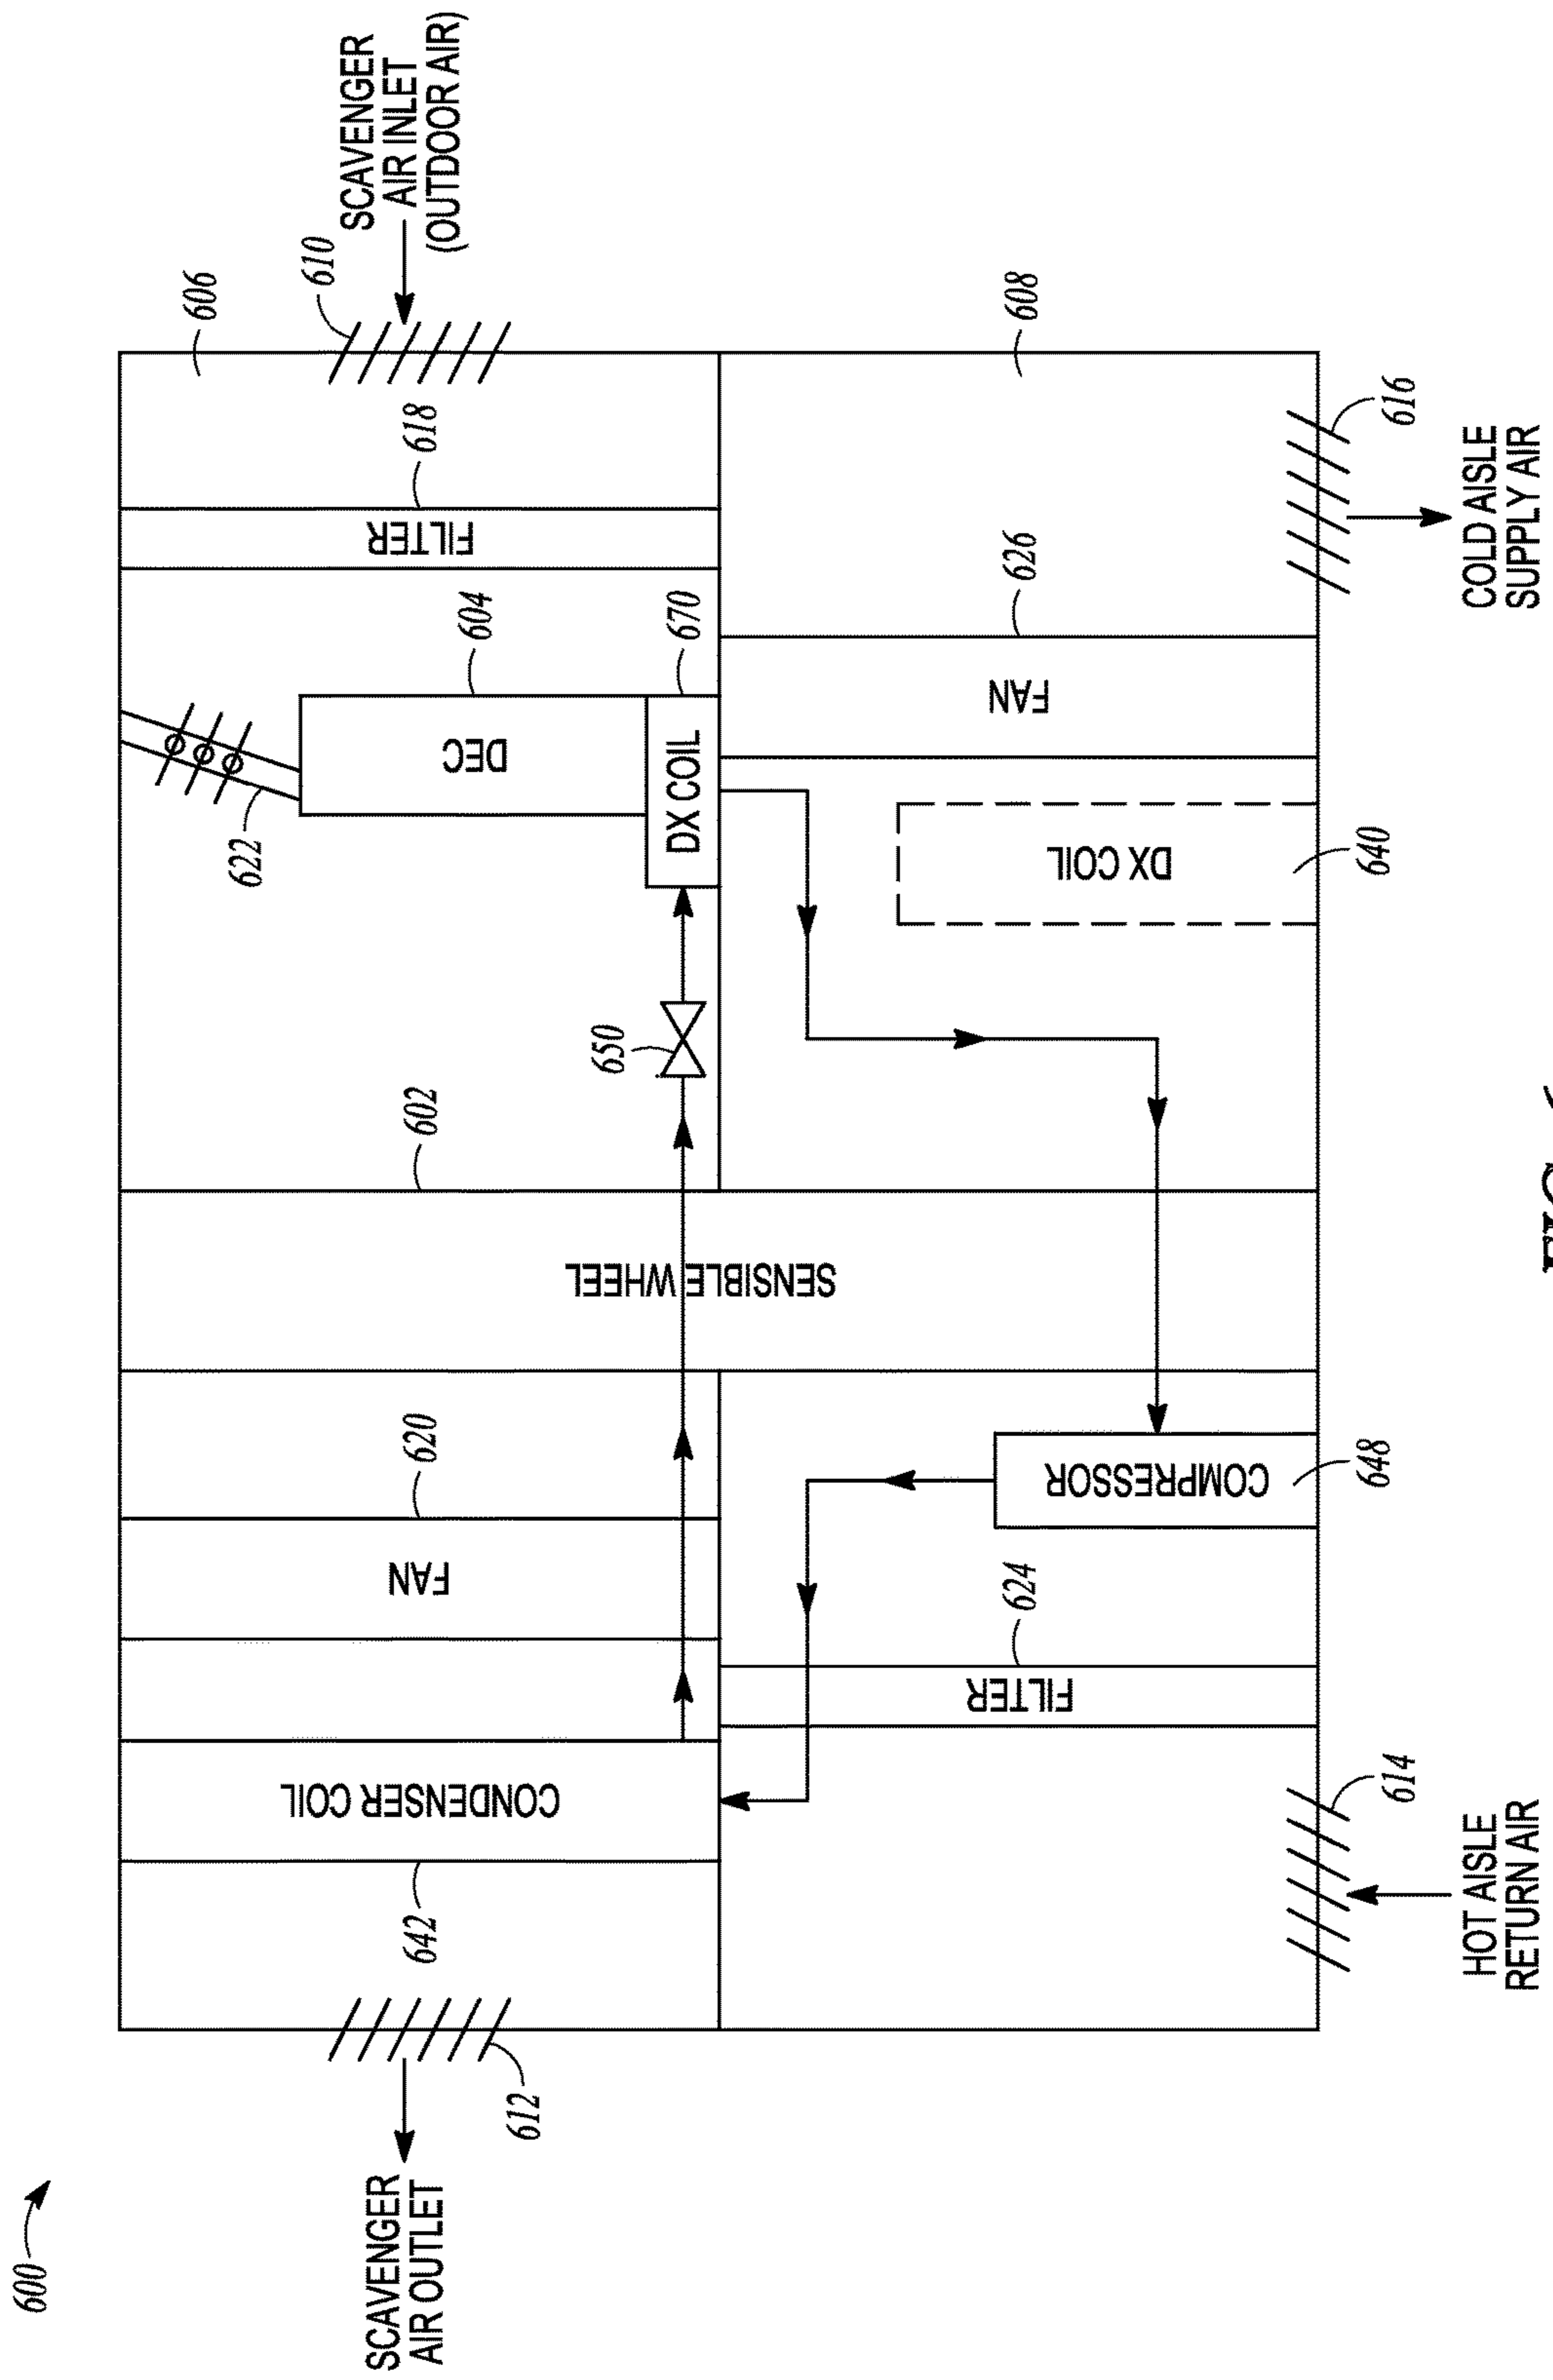 600
606
610
622
SCAVENGER
AIR OUTLET
SCAVENGER
AIR INLET
(OUTDOOR AIR)
642
620
602
604
618
CONDENSER COIL
FAN
DEC
FILTER
612
650
DX COIL
670
SENSIBLE WHEEL
624
626
608
FILTER
COMPRESSOR
DX COIL
FAN
614
648
640
616
HOT AISLE
RETURN AIR
COLD AISLE
SUPPLY AIR